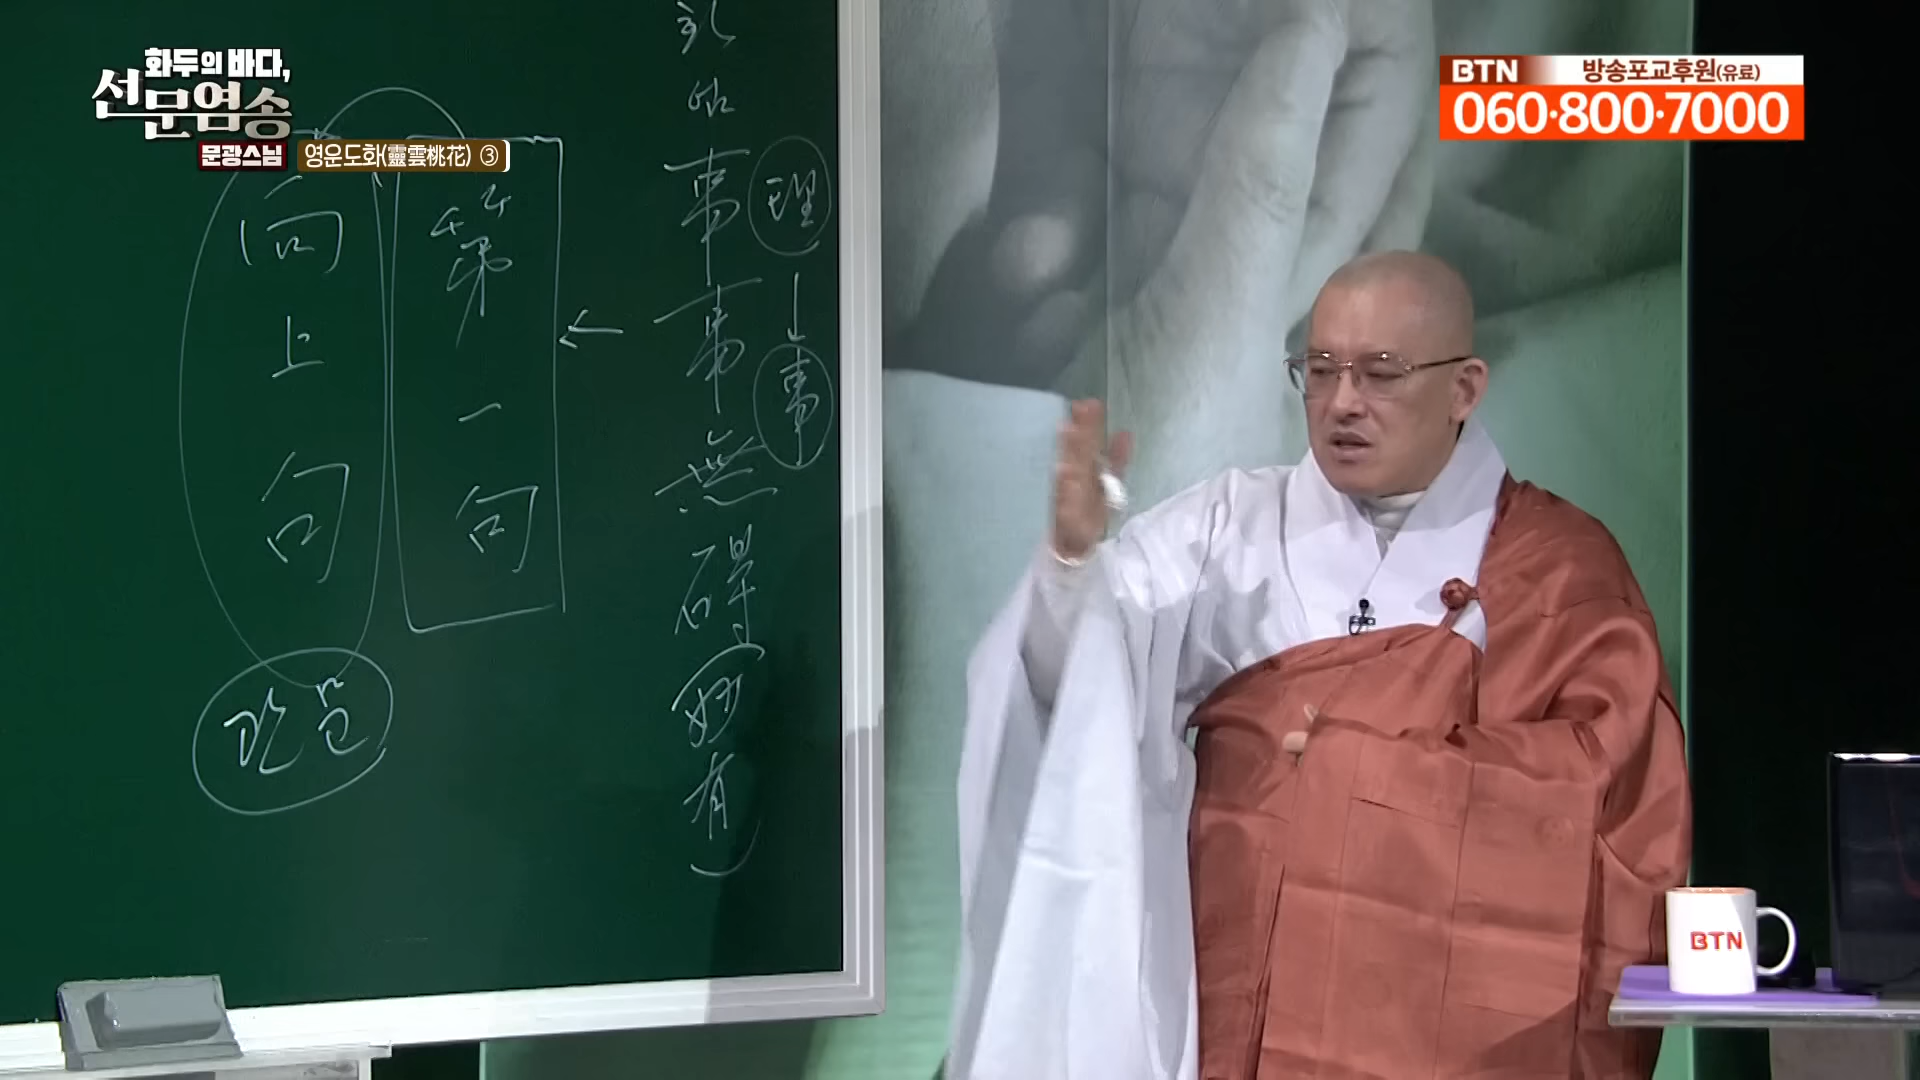 화두의 바다,
선문염송
문광스님
영운도화(靈雲桃花) ③
BTN 방송포교후원(유료)
060·800·7000
向上句
第一句
事事無碍(妙有)
理
事
BTN